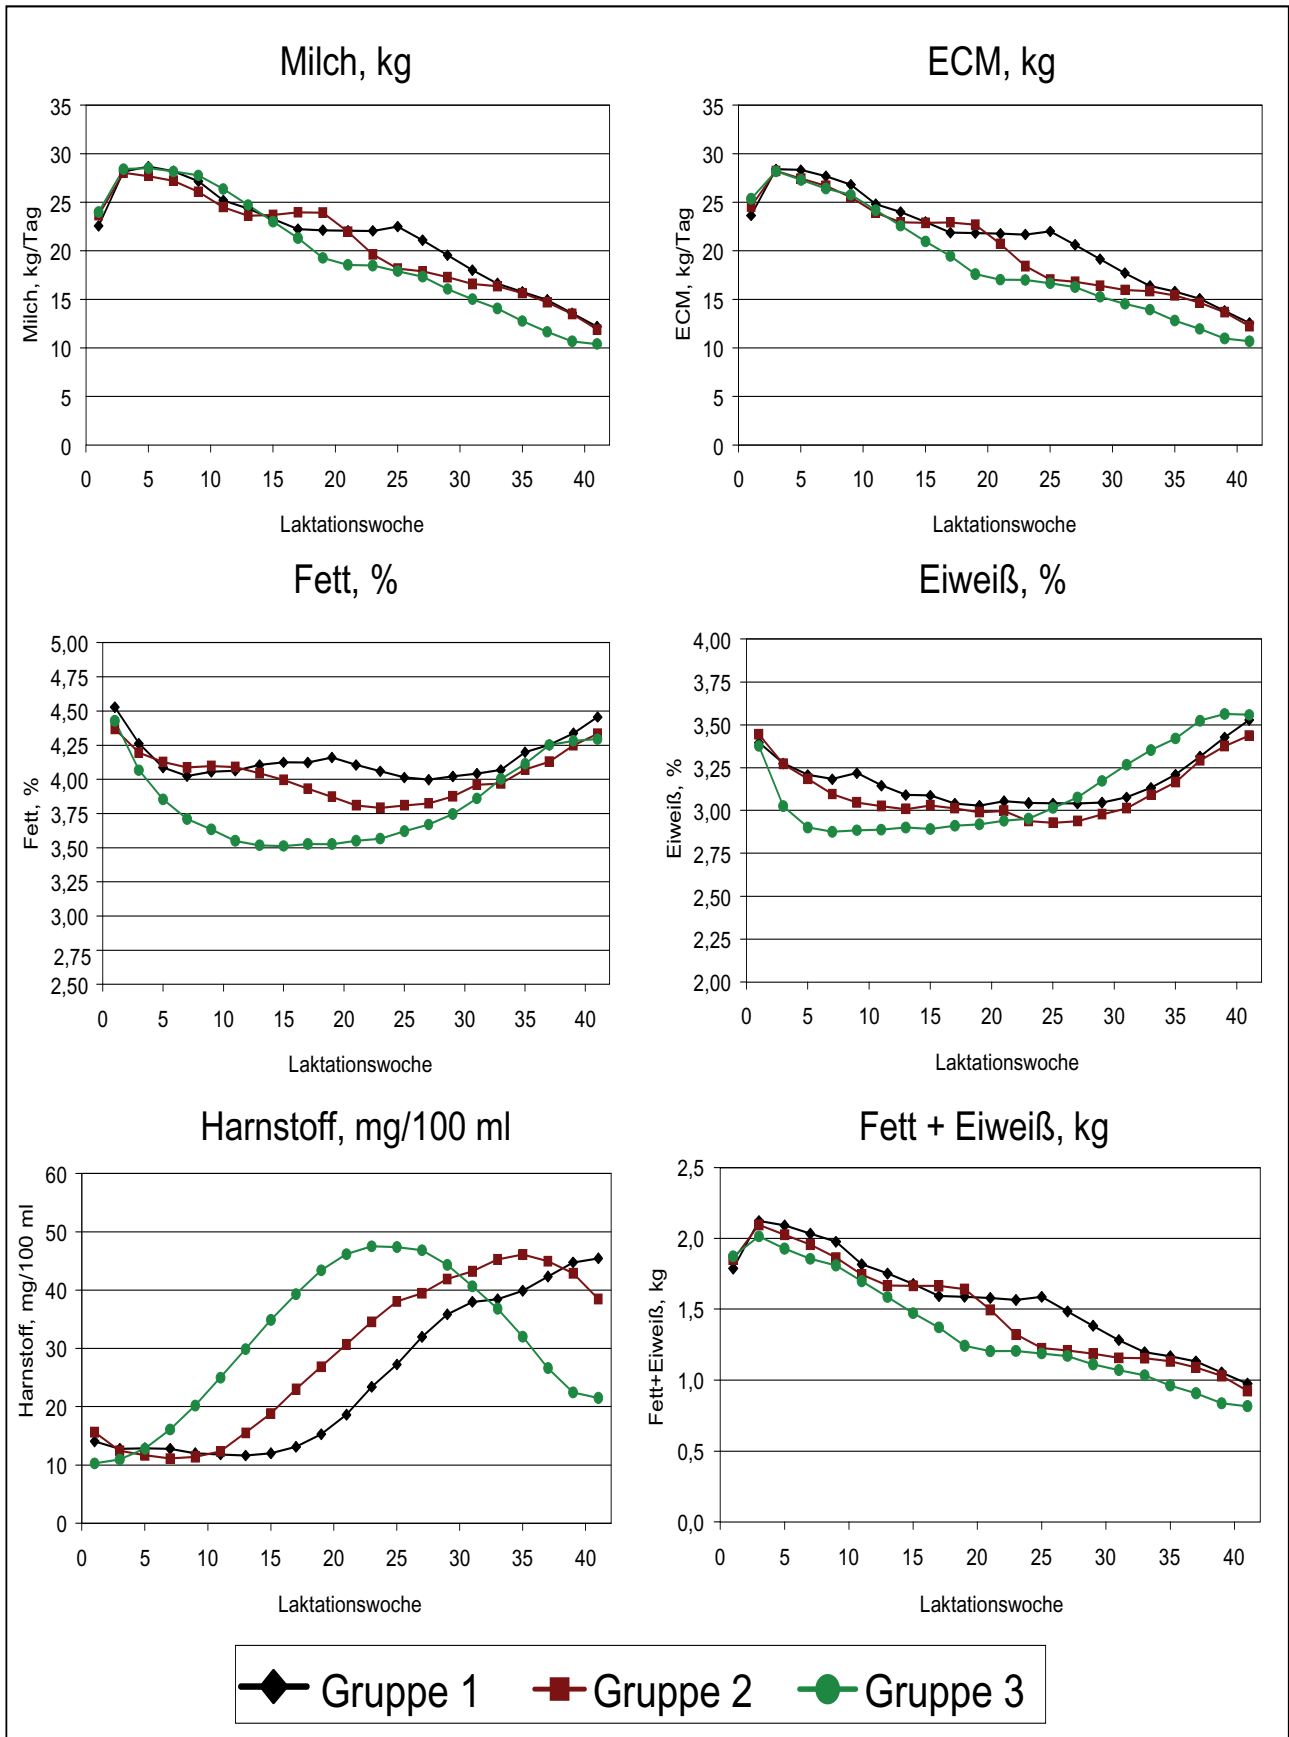 Milch, kg
35
30
25
20
15
10
5
0
Milch, kg/Tag
0 5 10 15 20 25 30 35 40
Laktationswoche
ECM, kg
35
30
25
20
15
10
5
0
ECM, kg/Tag
0 5 10 15 20 25 30 35 40
Laktationswoche
Fett, %
5,00
4,75
4,50
4,25
4,00
3,75
3,50
3,25
3,00
2,75
2,50
Fett, %
0 5 10 15 20 25 30 35 40
Laktationswoche
Eiweiß, %
4,00
3,75
3,50
3,25
3,00
2,75
2,50
2,25
2,00
Eiweiß, %
0 5 10 15 20 25 30 35 40
Laktationswoche
Harnstoff, mg/100 ml
60
50
40
30
20
10
0
Harnstoff, mg/100 ml
0 5 10 15 20 25 30 35 40
Laktationswoche
Fett + Eiweiß, kg
2,5
2,0
1,5
1,0
0,5
0,0
Fett+Eiweiß, kg
0 5 10 15 20 25 30 35 40
Laktationswoche
Gruppe 1 Gruppe 2 Gruppe 3